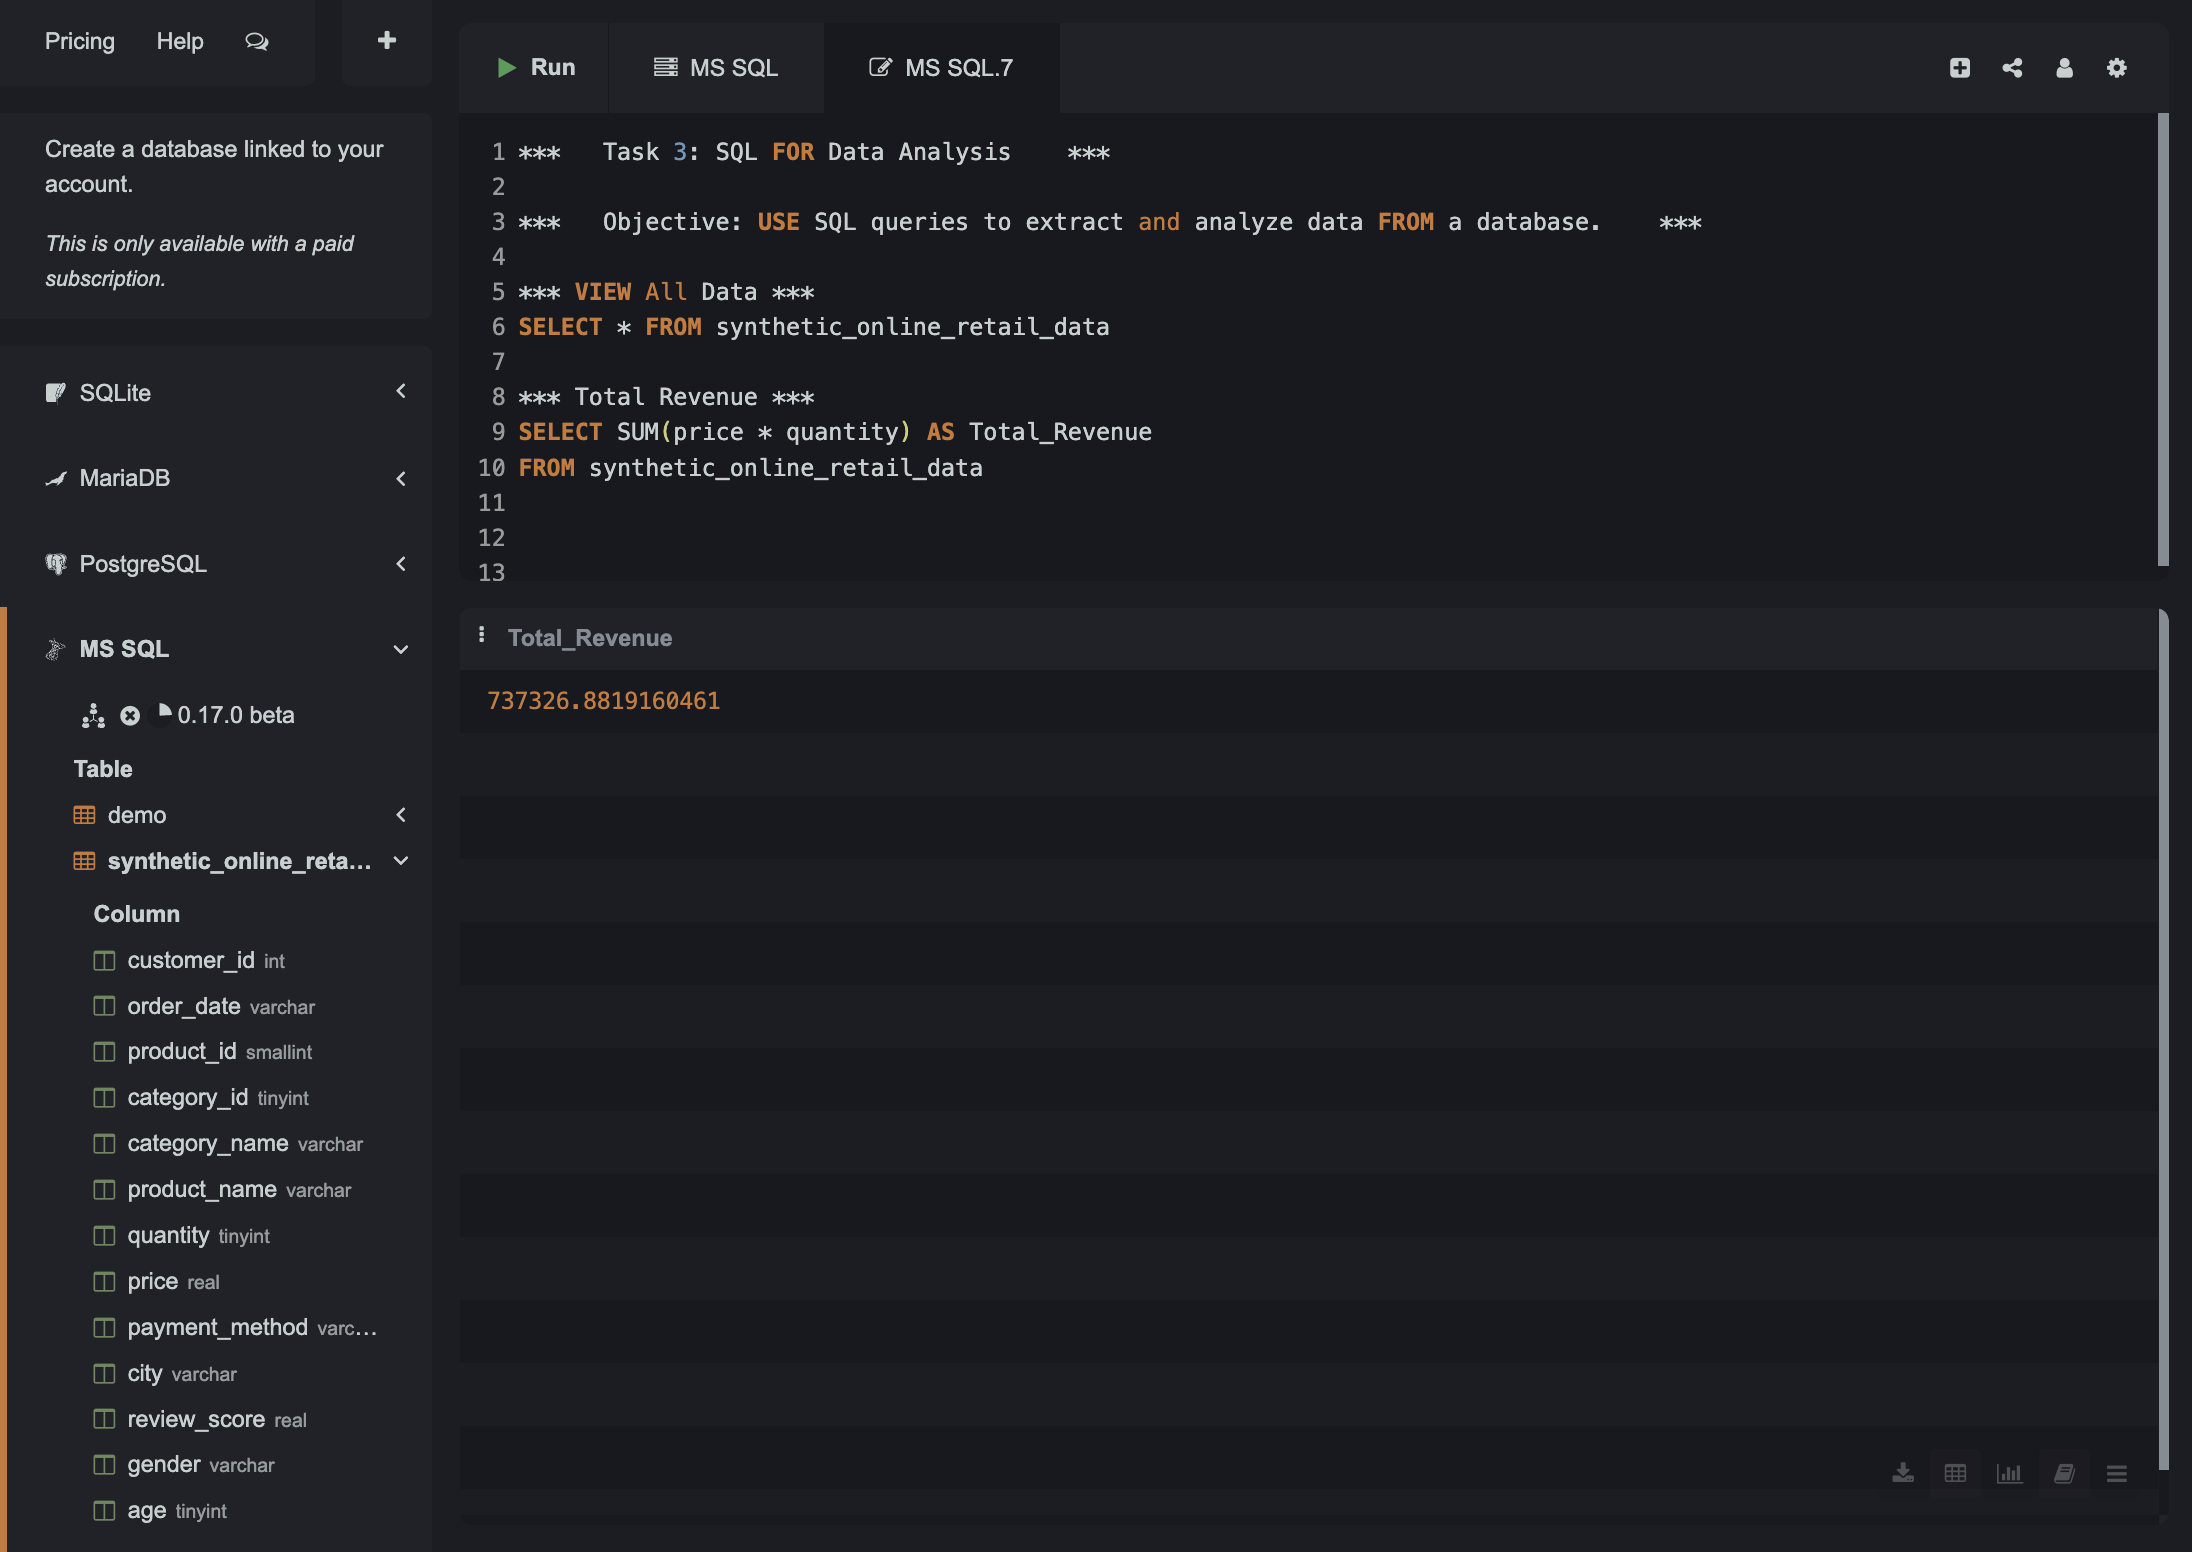 Pricing Help
Create a database linked to your
account.
This is only available with a paid
subscription.
SQLite
MariaDB
PostgreSQL
MS SQL
0.17.0 beta
Table
demo
synthetic_online_reta...
Column
customer_id int
order_date varchar
product_id smallint
category_id tinyint
category_name varchar
product_name varchar
quantity tinyint
price real
payment_method varc...
city varchar
review_score real
gender varchar
age tinyint
Run MS SQL MS SQL.7
1 ***   Task 3: SQL FOR Data Analysis    ***
2
3 ***   Objective: USE SQL queries to extract and analyze data FROM a database.    ***
4
5 *** VIEW All Data ***
6 SELECT * FROM synthetic_online_retail_data
7
8 *** Total Revenue ***
9 SELECT SUM(price * quantity) AS Total_Revenue
10 FROM synthetic_online_retail_data
11
12
13
Total_Revenue
737326.8819160461